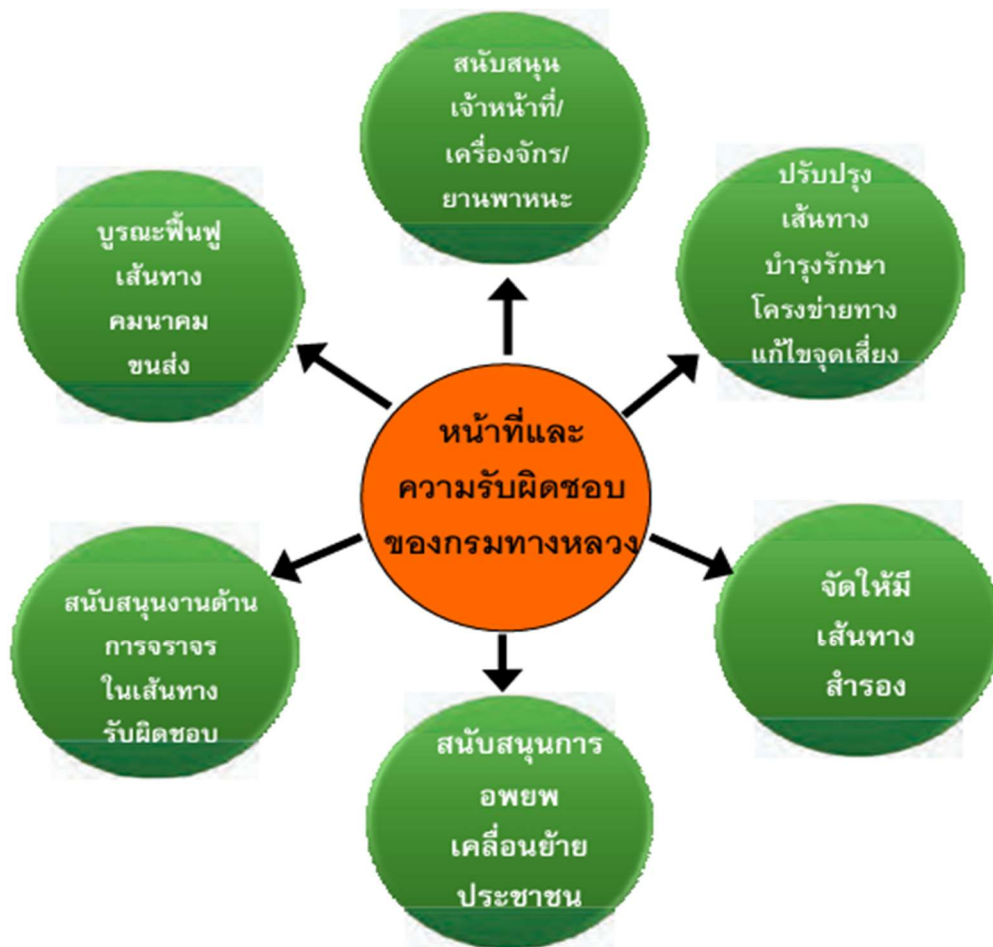 สนับสนุน
เจ้าหน้าที่/
เครื่องจักร/
ยานพาหนะ
ปรับปรุง
เส้นทาง
บำรุงรักษา
โครงข่ายทาง
แก้ไขจุดเสี่ยง
บูรณะฟื้นฟู
เส้นทาง
คมนาคม
ขนส่ง
หน้าที่และ
ความรับผิดชอบ
ของกรมทางหลวง
จัดให้มี
เส้นทาง
สำรอง
สนับสนุนงานด้าน
การจราจร
ในเส้นทาง
รับผิดชอบ
สนับสนุนการ
อพยพ
เคลื่อนย้าย
ประชาชน